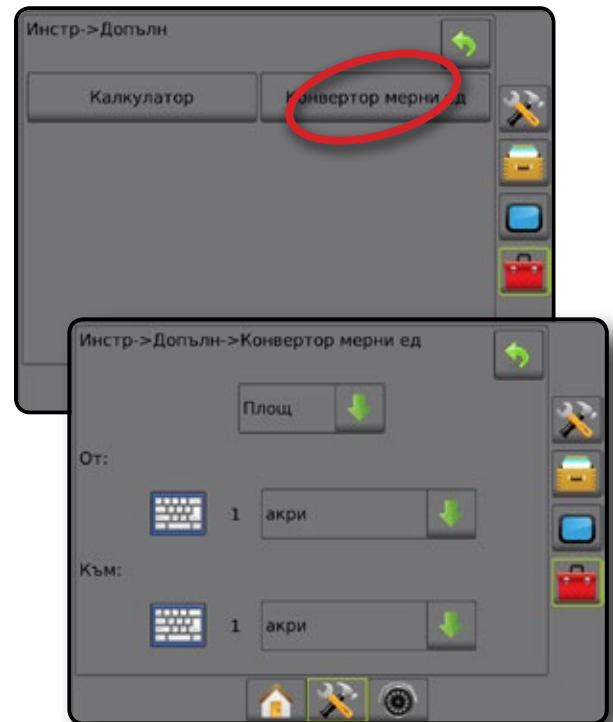 Инстр->Допълн
Калкулатор Конвертор мерни ед
Инстр->Допълн->Конвертор мерни ед
Площ
От:
1 акри
Към:
1 акри